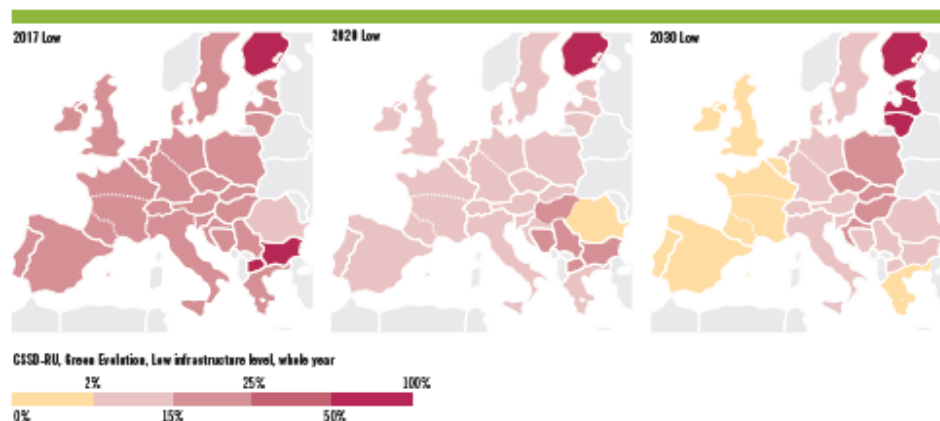 2017 Low
2020 Low
2030 Low
CSSD-RU, Green Evolution, Low infrastructure level, whole year
2% 25% 100%
0% 15% 50%